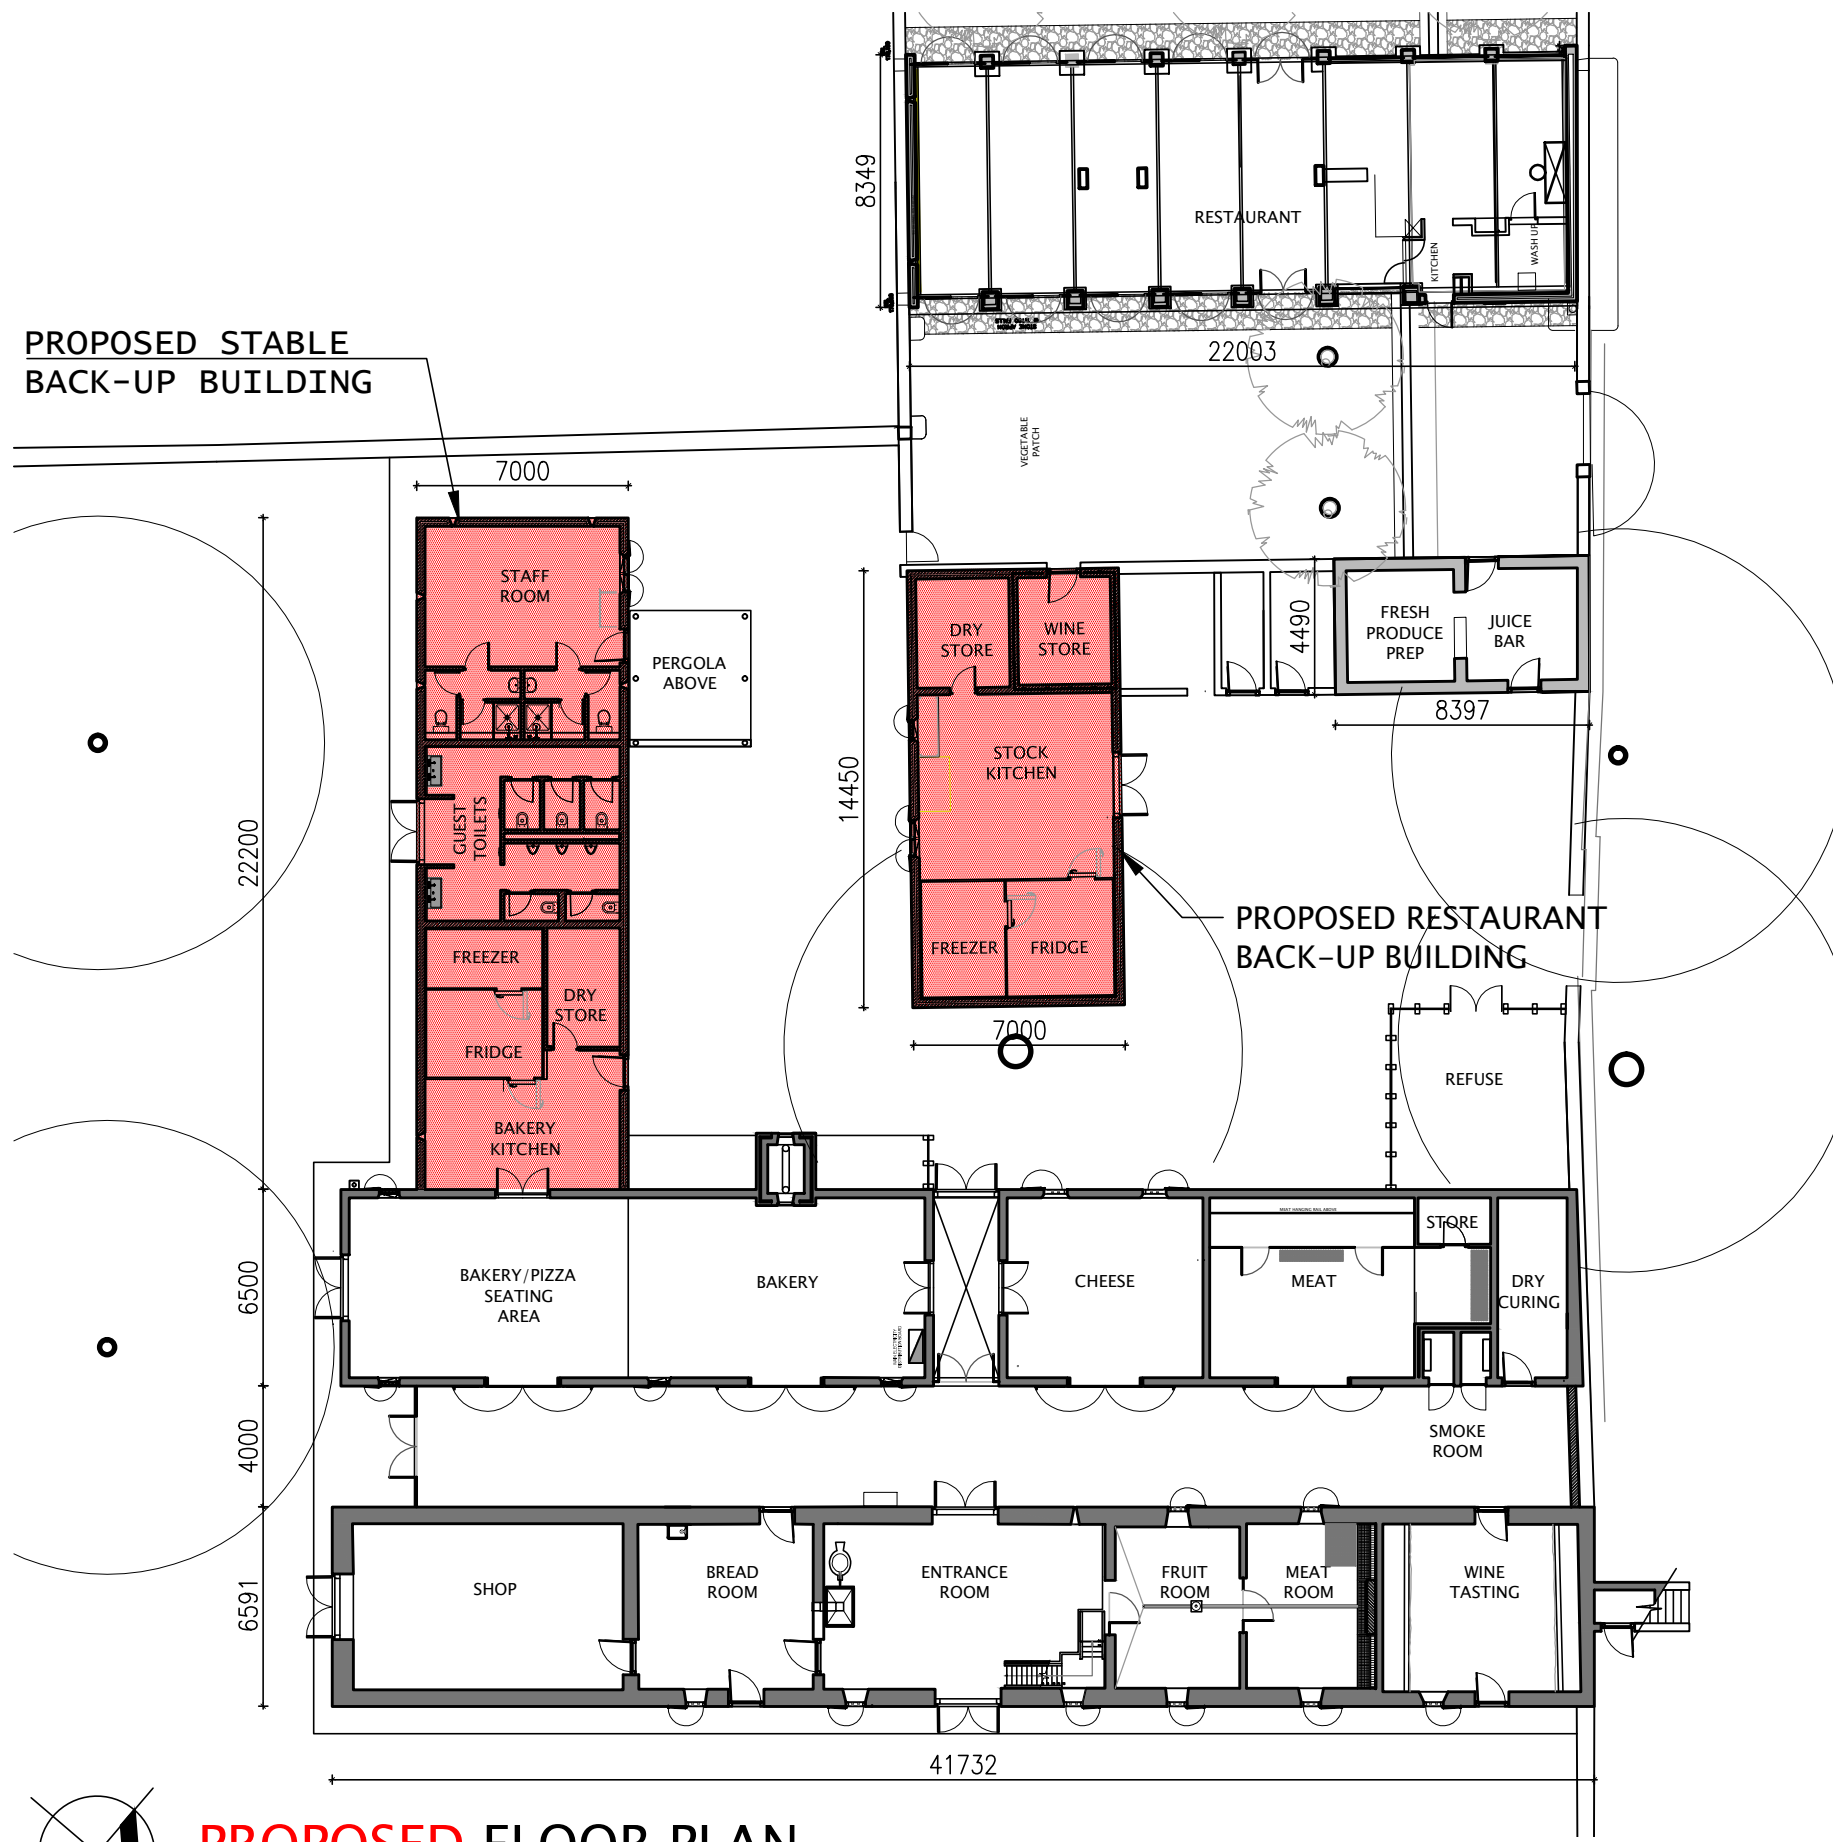 8349
RESTAURANT
KITCHEN
WASH UP
22003
PROPOSED STABLE
BACK-UP BUILDING
VEGETABLE
PATCH
7000
STAFF
ROOM
PERGOLA
ABOVE
DRY
STORE
WINE
STORE
4490
FRESH
PRODUCE
PREP
JUICE
BAR
8397
STOCK
KITCHEN
14450
GUEST
TOILETS
22200
PROPOSED RESTAURANT
BACK-UP BUILDING
FREEZER
FRIDGE
7000
FREEZER
DRY
STORE
FRIDGE
BAKERY
KITCHEN
REFUSE
6500
BAKERY/PIZZA
SEATING
AREA
BAKERY
CHEESE
MEAT HANGING RAIL ABOVE
MEAT
STORE
DRY
CURING
4000
SMOKE
ROOM
6591
SHOP
BREAD
ROOM
ENTRANCE
ROOM
FRUIT
ROOM
MEAT
ROOM
WINE
TASTING
41732
PROPOSED FLOOR PLAN